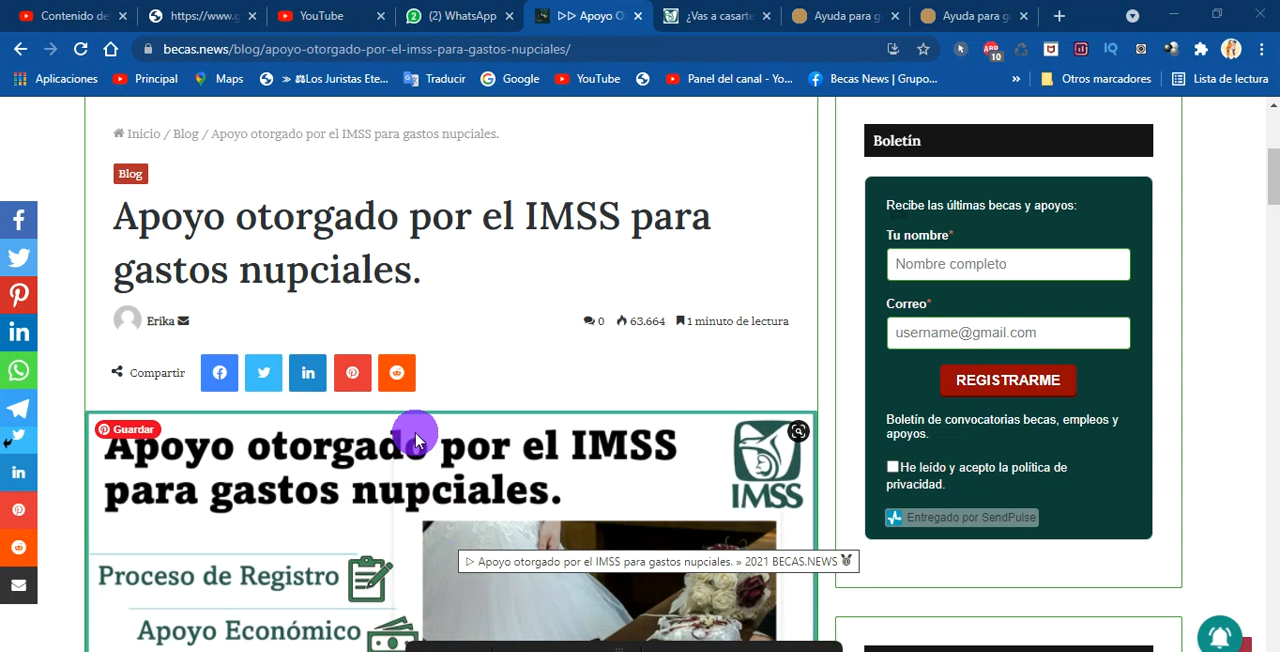 Contenido de
https://www.g
YouTube
(2) WhatsApp
▷▷ Apoyo O
¿Vas a casarte
Ayuda para g
Ayuda para g
becas.news/blog/apoyo-otorgado-por-el-imss-para-gastos-nupciales/
ABP
10
IQ
Aplicaciones
Principal
Maps
» ⚖Los Juristas Ete...
Traducir
Google
YouTube
Panel del canal - Yo...
Becas News | Grupo...
»
Otros marcadores
Lista de lectura
Inicio / Blog / Apoyo otorgado por el IMSS para gastos nupciales.
Blog
Apoyo otorgado por el IMSS para
gastos nupciales.
Erika
0
63.664
1 minuto de lectura
Compartir
Guardar
Apoyo otorgado por el IMSS
para gastos nupciales.
IMSS
Proceso de Registro
Apoyo Económico
▷ Apoyo otorgado por el IMSS para gastos nupciales. » 2021 BECAS.NEWS
Boletín
Recibe las últimas becas y apoyos:
Tu nombre*
Nombre completo
Correo*
username@gmail.com
REGISTRARME
Boletín de convocatorias becas, empleos y
apoyos.
He leído y acepto la política de
privacidad.
Entregado por SendPulse